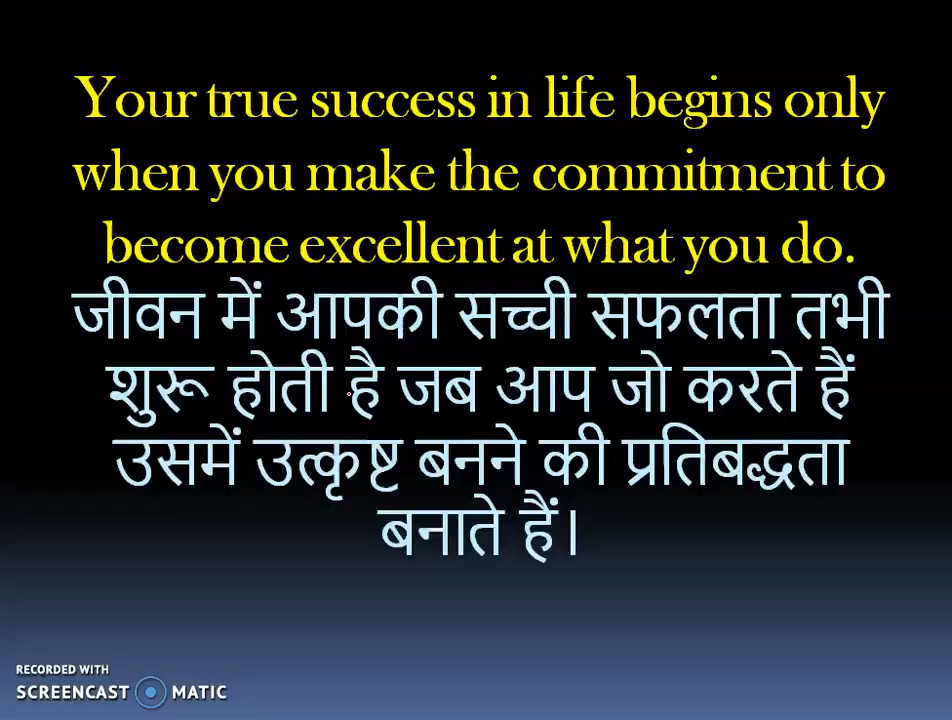 Your true success in life begins only
when you make the commitment to
become excellent at what you do.
जीवन में आपकी सच्ची सफलता तभी
शुरू होती है जब आप जो करते हैं
उसमें उत्कृष्ट बनने की प्रतिबद्धता
बनाते हैं।
RECORDED WITH
SCREENCAST MATIC